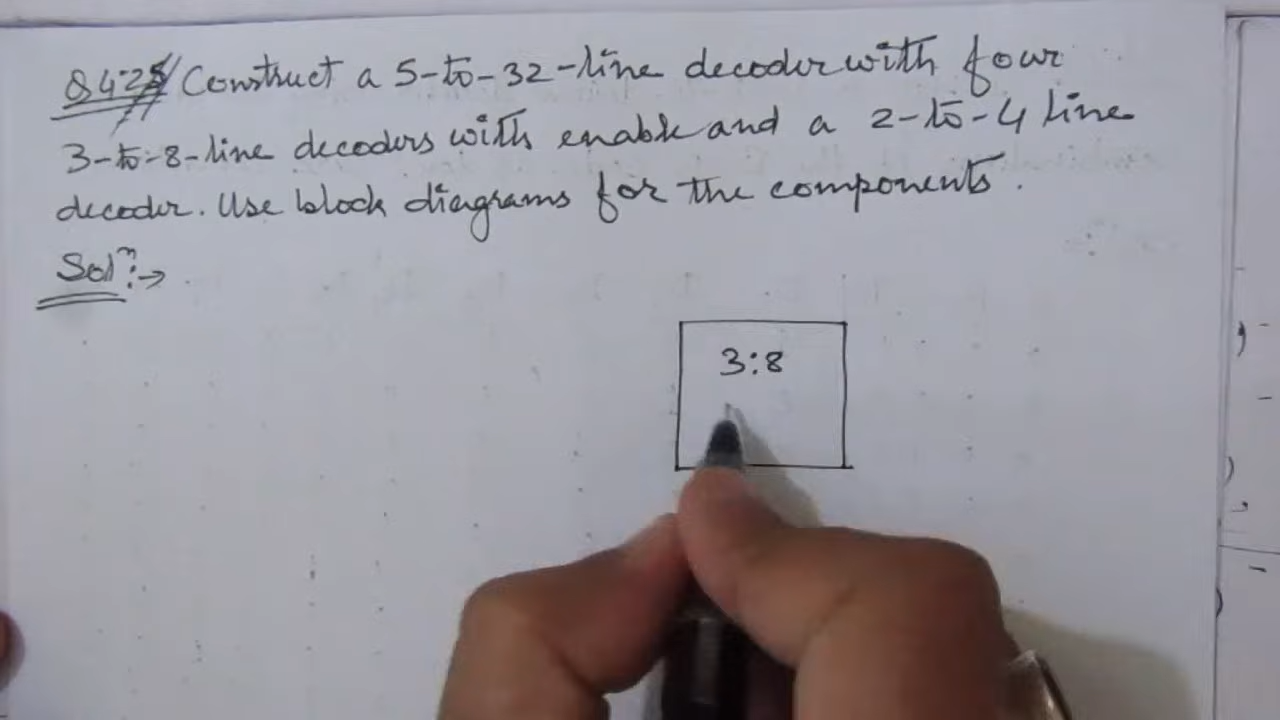 Q4.25/ Construct a 5-to-32-line decoder with four
3-to-8-line decoders with enable and a 2-to-4 line
decoder. Use block diagrams for the components.
Solⁿ:→
3:8